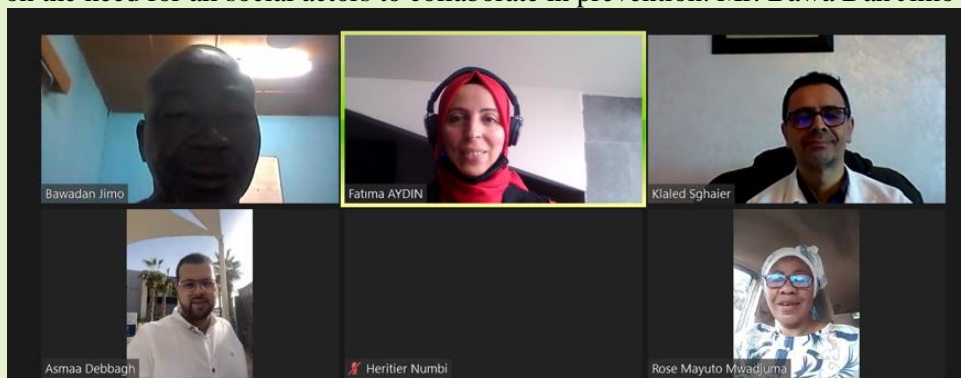 on the need for all social actors to collaborate in prevention. Mr. Bawa Dan Jimo
Bawadan Jimo
Fatıma AYDIN
Klaled Sghaier
Asmaa Debbagh
Heritier Numbi
Rose Mayuto Mwadjuma